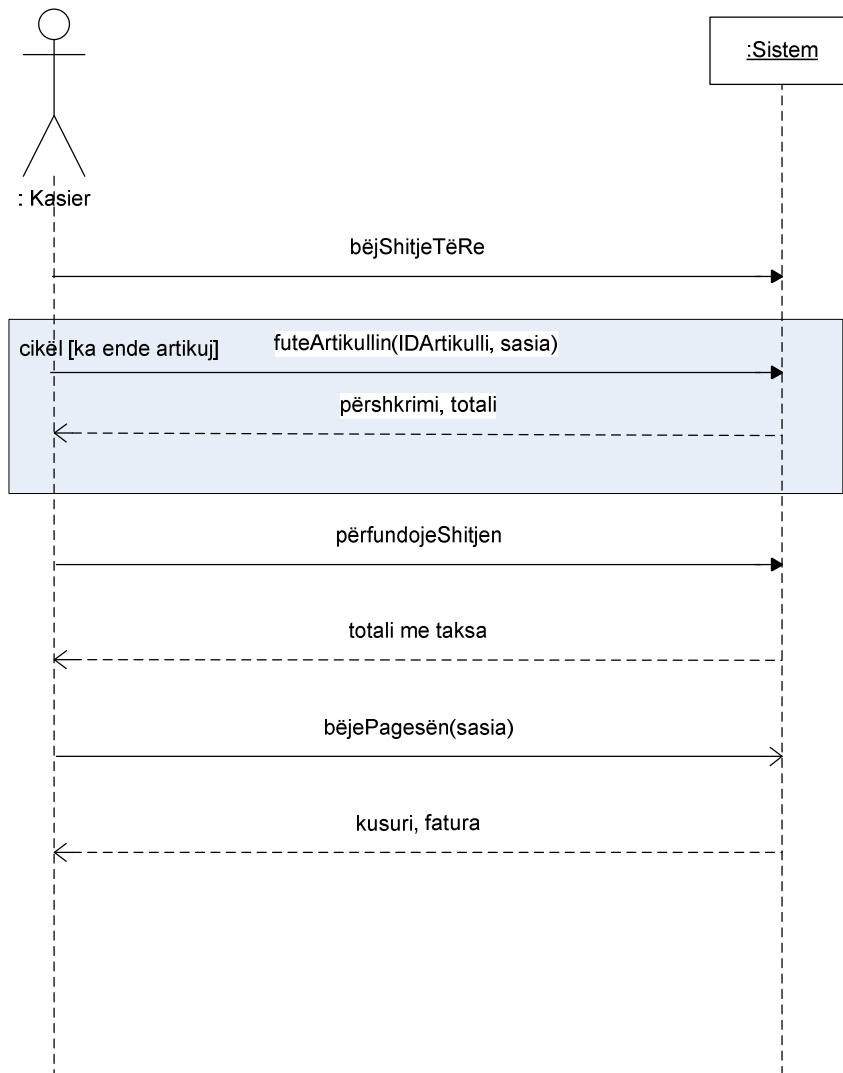 :Sistem
: Kasier
bëjShitjeTëRe
cikël [ka ende artikuj]
futeArtikullin(IDArtikulli, sasia)
përshkrimi, totali
përfundojeShitjen
totali me taksa
bëjePagesën(sasia)
kusuri, fatura